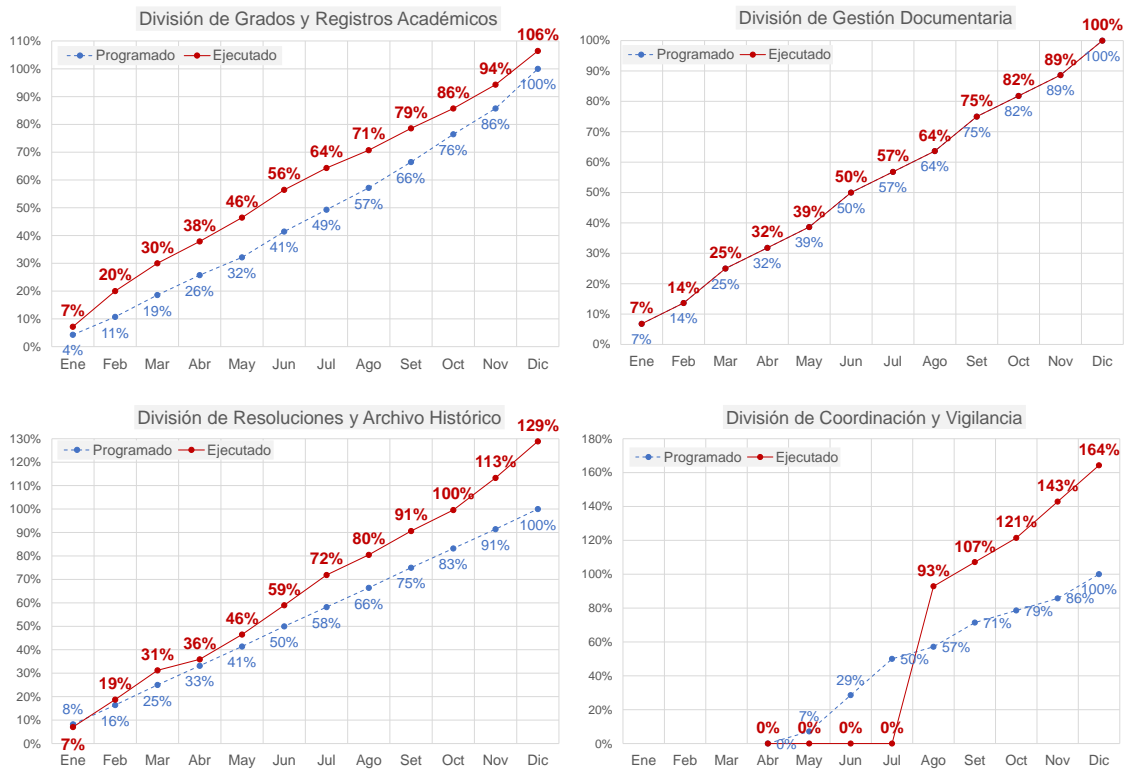 División de Grados y Registros Académicos
Programado Ejecutado
110%
100%
90%
80%
70%
60%
50%
40%
30%
20%
10%
0%
7% 20% 30% 38% 46% 56% 64% 71% 79% 86% 94% 106%
4% 11% 19% 26% 32% 41% 49% 57% 66% 76% 86% 100%
Ene Feb Mar Abr May Jun Jul Ago Set Oct Nov Dic
División de Gestión Documentaria
Programado Ejecutado
100%
90%
80%
70%
60%
50%
40%
30%
20%
10%
0%
7% 14% 25% 32% 39% 50% 57% 64% 75% 82% 89% 100%
7% 14% 25% 32% 39% 50% 57% 64% 75% 82% 89% 100%
Ene Feb Mar Abr May Jun Jul Ago Set Oct Nov Dic
División de Resoluciones y Archivo Histórico
Programado Ejecutado
130%
120%
110%
100%
90%
80%
70%
60%
50%
40%
30%
20%
10%
0%
7% 19% 31% 36% 46% 59% 72% 80% 91% 100% 113% 129%
8% 16% 25% 33% 41% 50% 58% 66% 75% 83% 91% 100%
Ene Feb Mar Abr May Jun Jul Ago Set Oct Nov Dic
División de Coordinación y Vigilancia
Programado Ejecutado
180%
160%
140%
120%
100%
80%
60%
40%
20%
0%
0% 0% 0% 0% 93% 107% 121% 143% 164%
0% 7% 29% 50% 57% 71% 79% 86% 100%
Ene Feb Mar Abr May Jun Jul Ago Set Oct Nov Dic